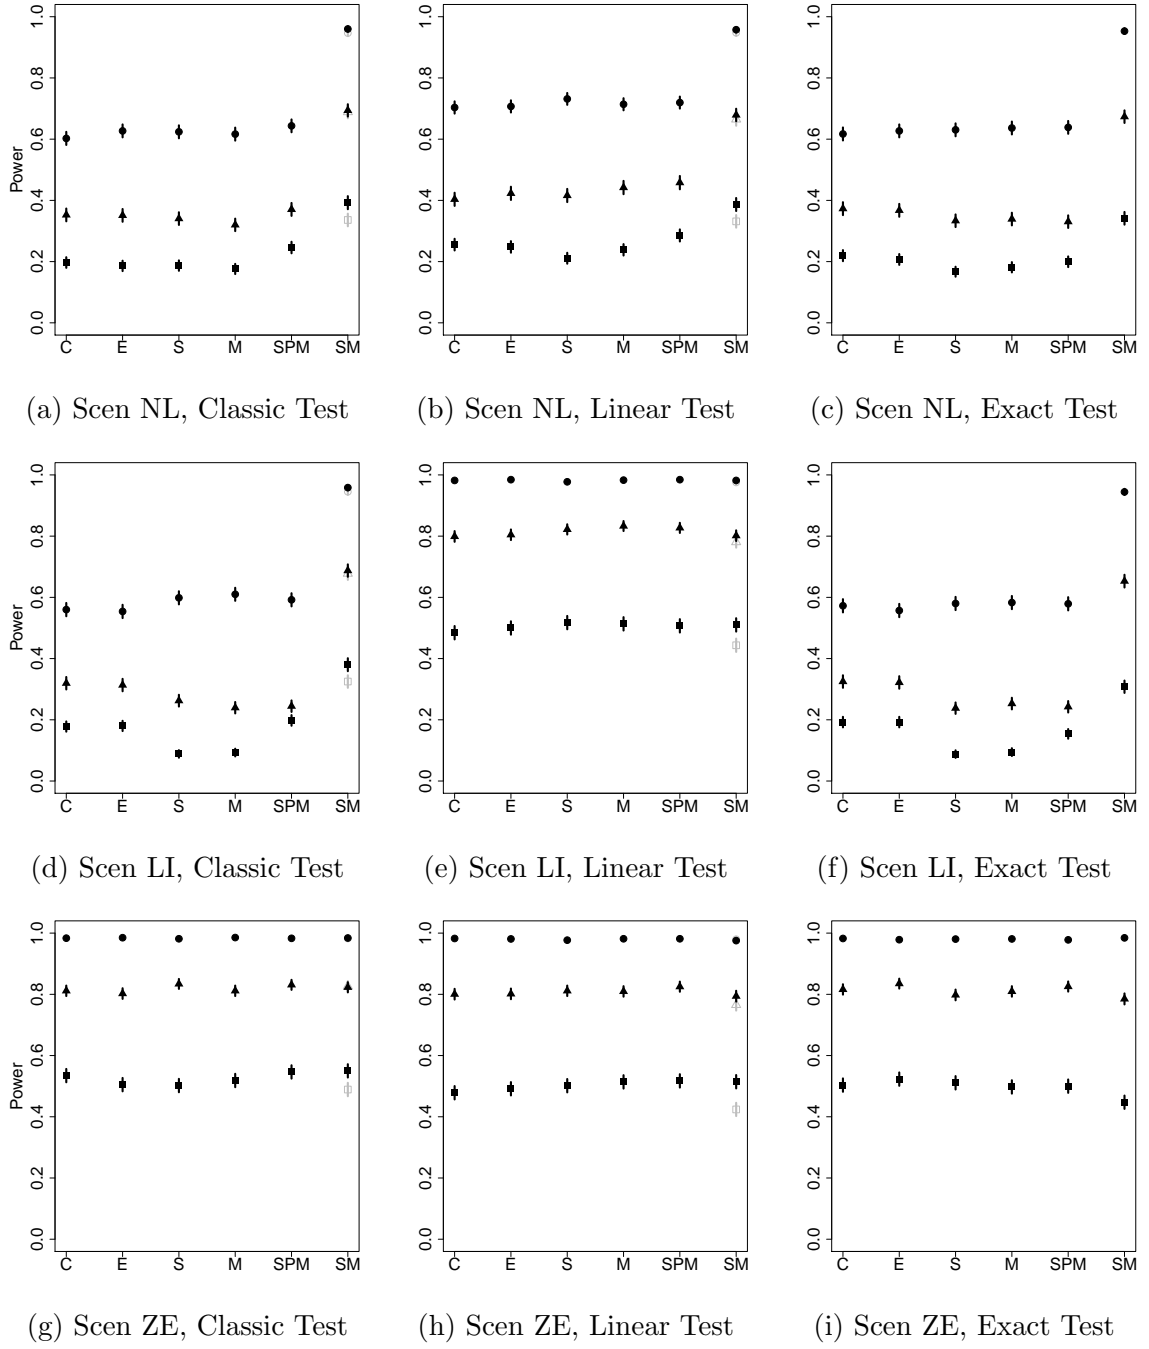 1.0
0.8
0.6
0.4
0.2
0.0
Power
C E S M SPM SM
1.0
0.8
0.6
0.4
0.2
0.0
C E S M SPM SM
1.0
0.8
0.6
0.4
0.2
0.0
C E S M SPM SM
(a) Scen NL, Classic Test
(b) Scen NL, Linear Test
(c) Scen NL, Exact Test
1.0
0.8
0.6
0.4
0.2
0.0
Power
C E S M SPM SM
1.0
0.8
0.6
0.4
0.2
0.0
C E S M SPM SM
1.0
0.8
0.6
0.4
0.2
0.0
C E S M SPM SM
(d) Scen LI, Classic Test
(e) Scen LI, Linear Test
(f) Scen LI, Exact Test
1.0
0.8
0.6
0.4
0.2
0.0
Power
C E S M SPM SM
1.0
0.8
0.6
0.4
0.2
0.0
C E S M SPM SM
1.0
0.8
0.6
0.4
0.2
0.0
C E S M SPM SM
(g) Scen ZE, Classic Test
(h) Scen ZE, Linear Test
(i) Scen ZE, Exact Test